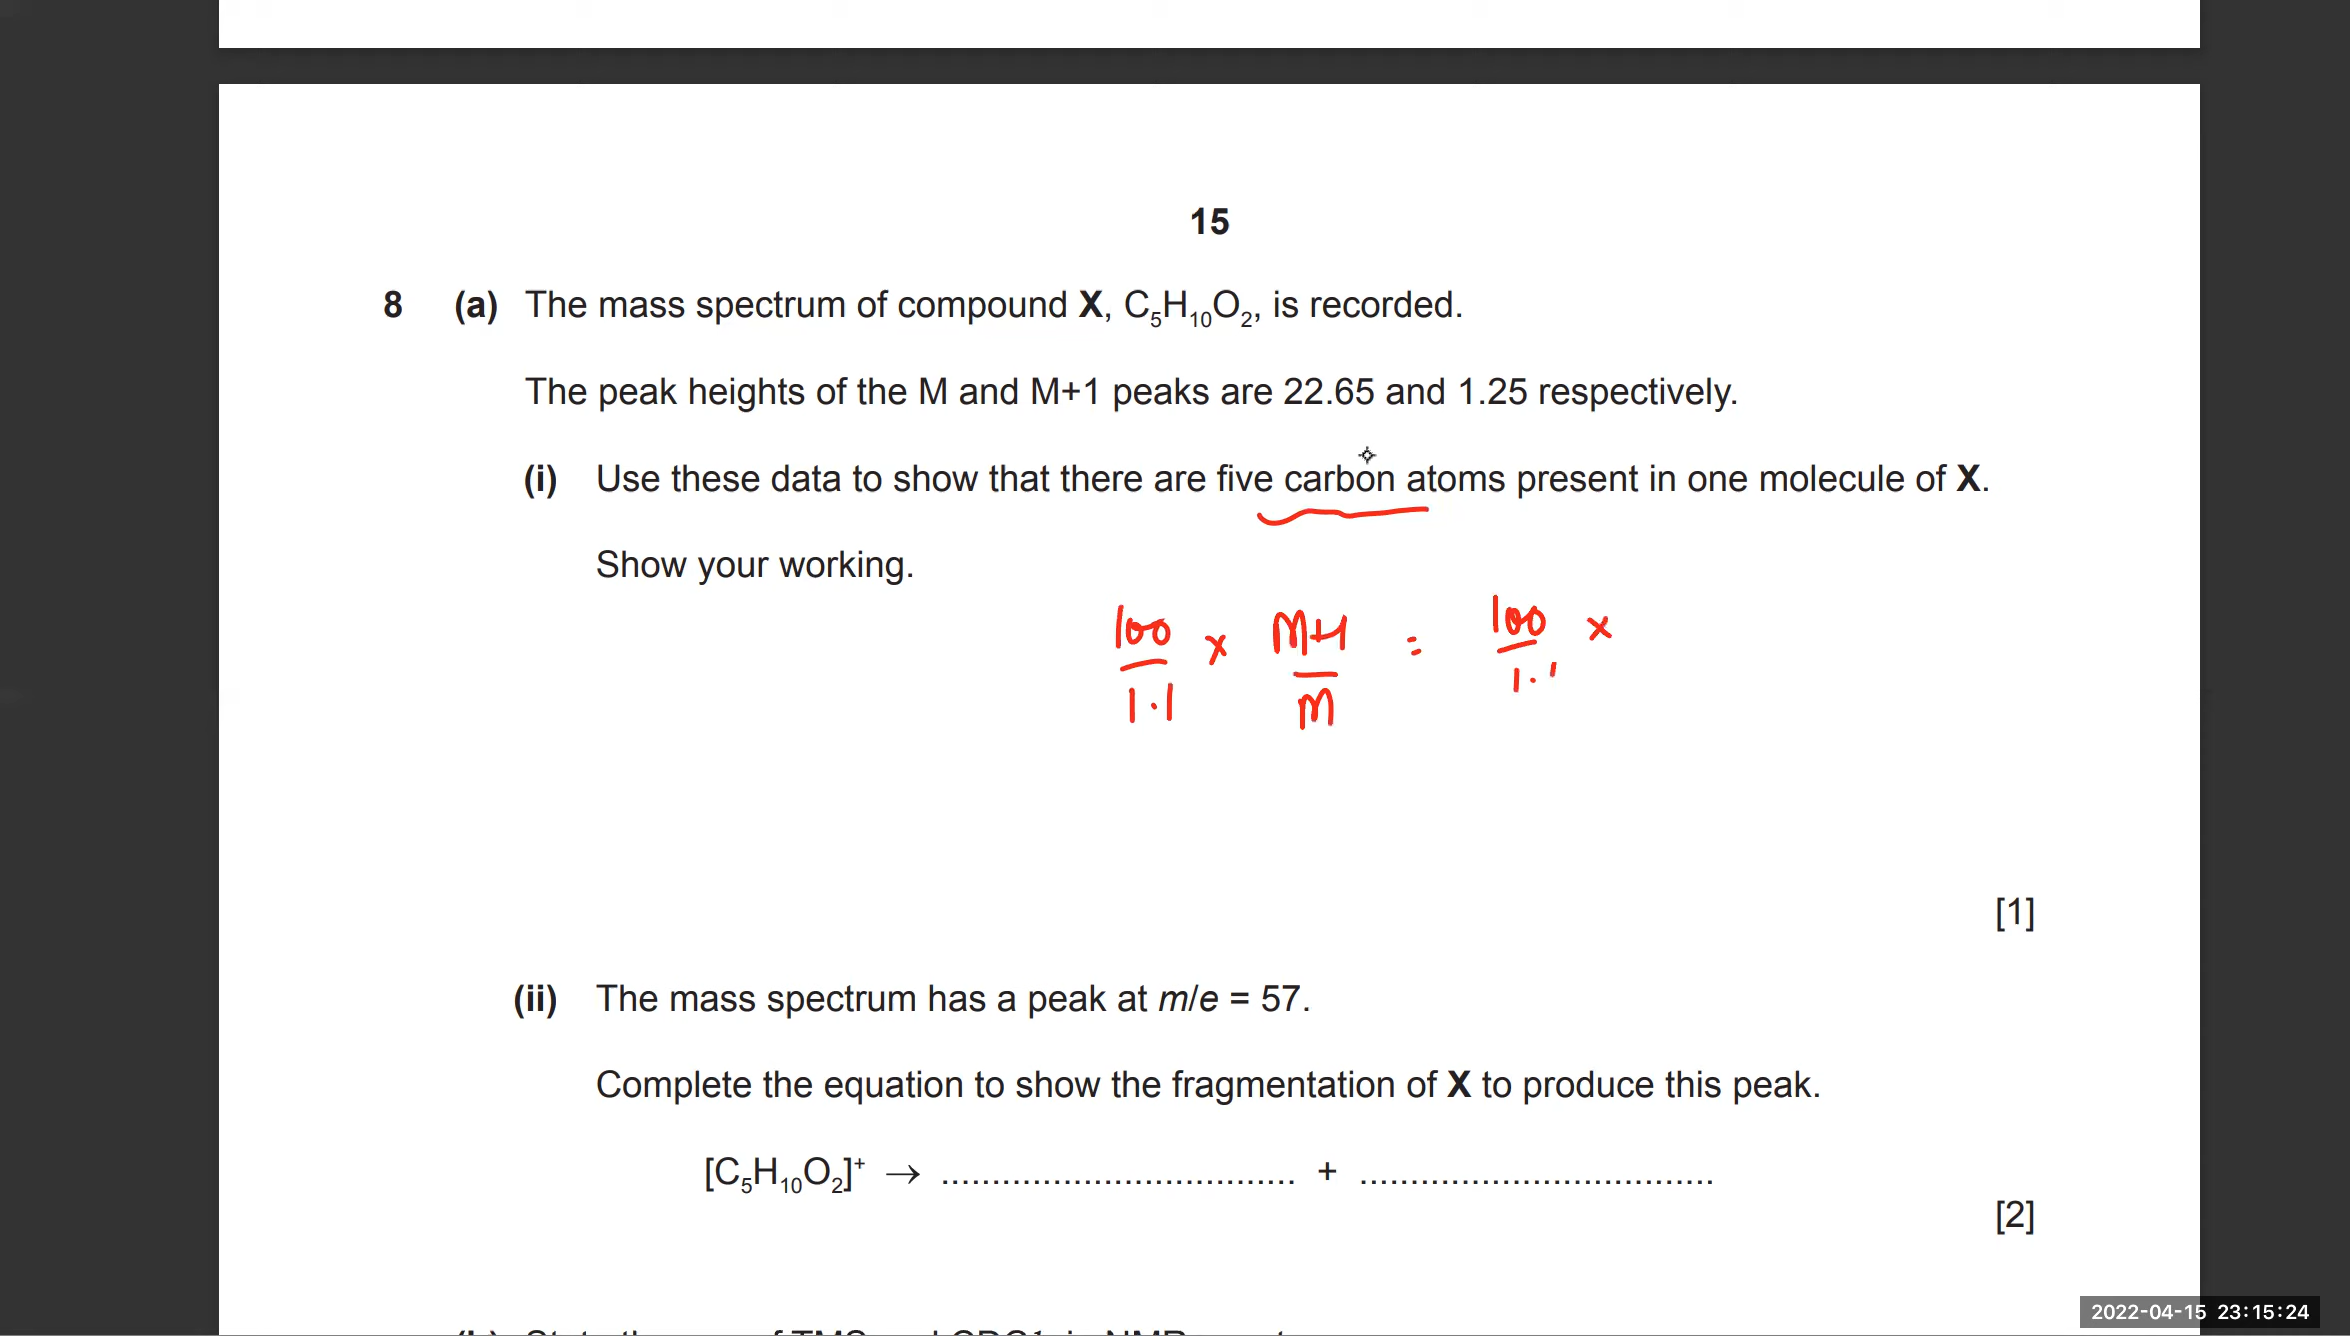 15
8 (a) The mass spectrum of compound X, C₅H₁₀O₂, is recorded.
The peak heights of the M and M+1 peaks are 22.65 and 1.25 respectively.
(i) Use these data to show that there are five carbon atoms present in one molecule of X.
Show your working.
100/1.1 × M+1/M = 100/1.1 ×
[1]
(ii) The mass spectrum has a peak at m/e = 57.
Complete the equation to show the fragmentation of X to produce this peak.
[C₅H₁₀O₂]⁺ → .................................. + ..................................
[2]
2022-04-15 23:15:24